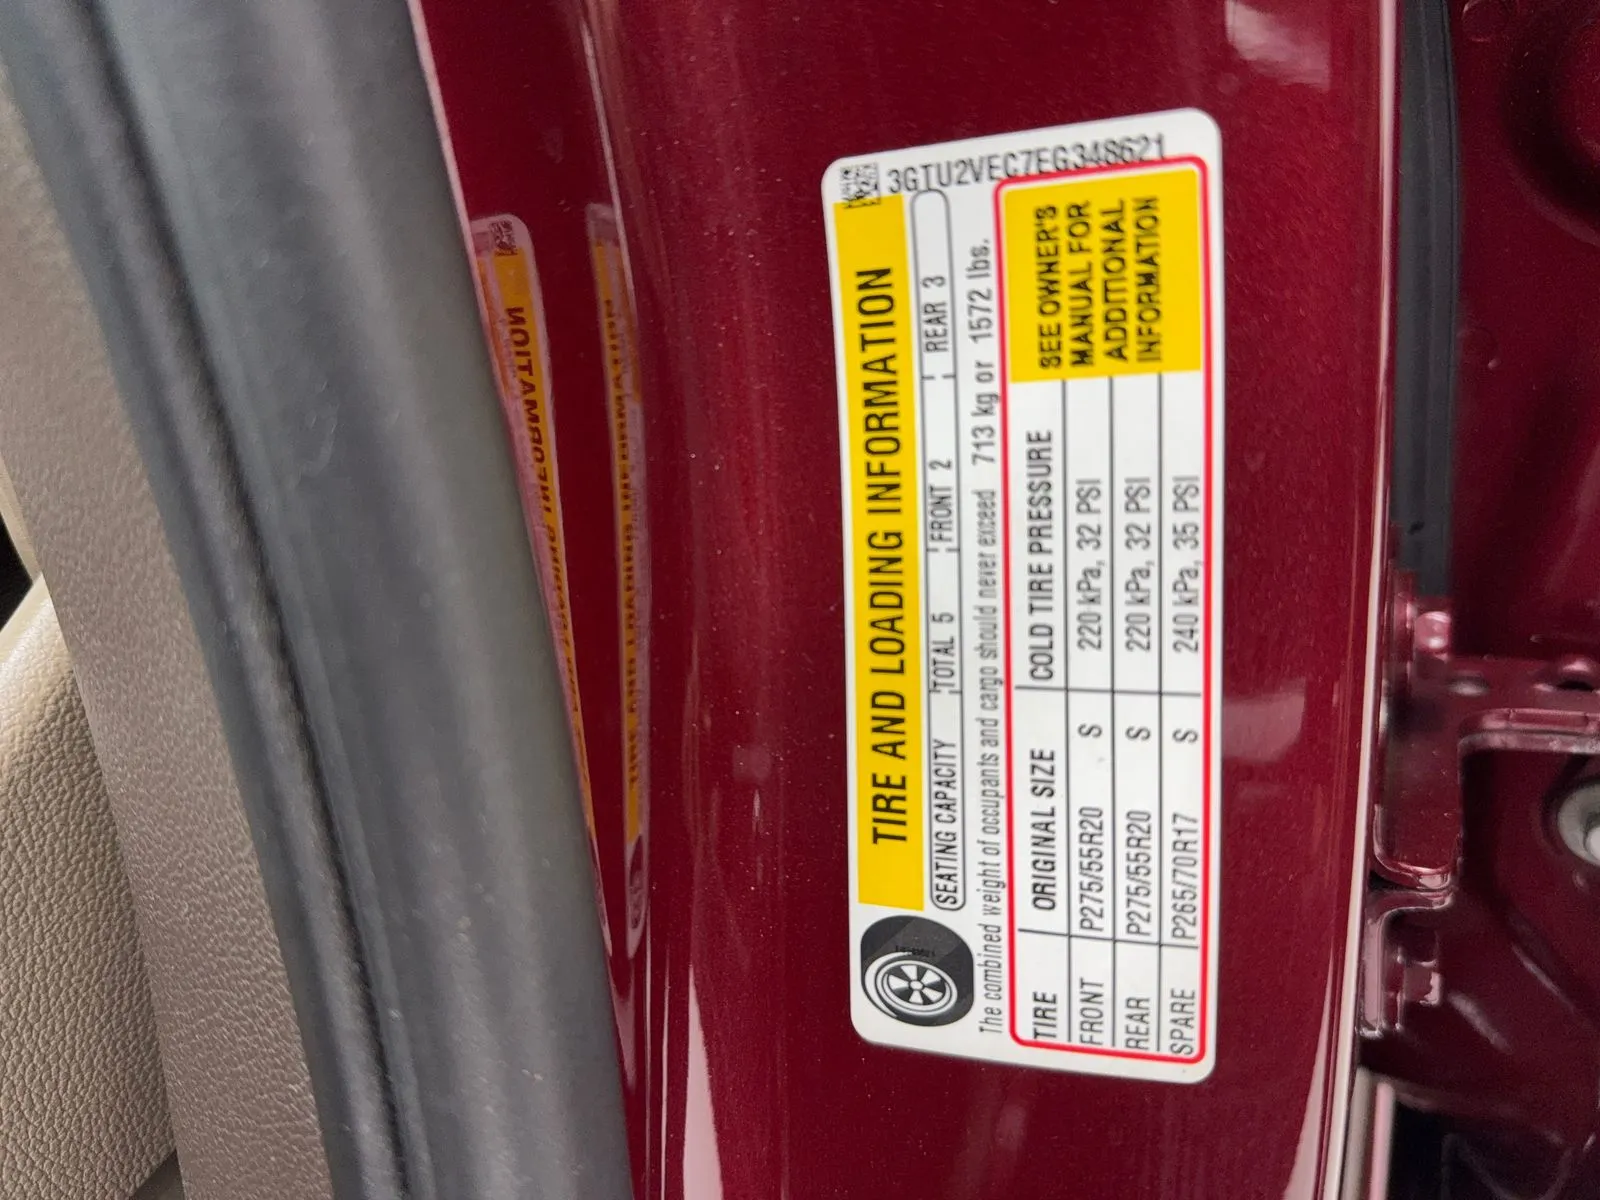 3GTU2VEC7EG348621
TIRE AND LOADING INFORMATION
SEATING CAPACITY TOTAL 5 FRONT 2 REAR 3
The combined weight of occupants and cargo should never exceed 713 kg or 1572 lbs.
TIRE ORIGINAL SIZE COLD TIRE PRESSURE
FRONT P275/55R20 S 220 kPa, 32 PSI
REAR P275/55R20 S 220 kPa, 32 PSI
SPARE P265/70R17 S 240 kPa, 35 PSI
SEE OWNER'S
MANUAL FOR
ADDITIONAL
INFORMATION